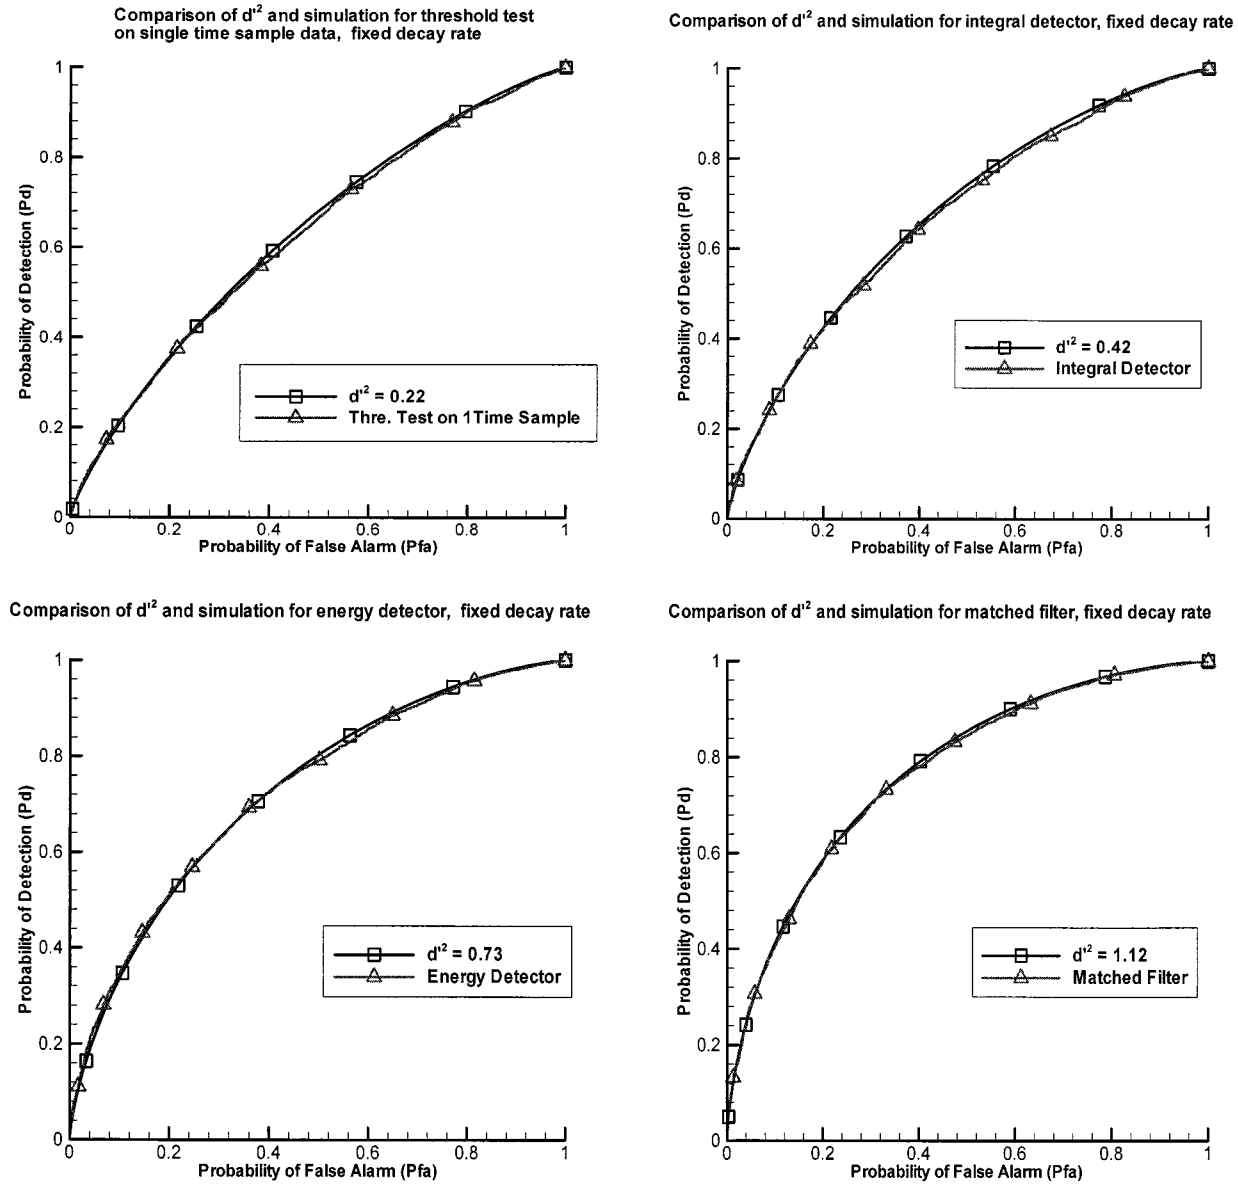 Comparison of d'² and simulation for threshold test
on single time sample data, fixed decay rate
1
0.8
0.6
0.4
0.2
0
Probability of Detection (Pd)
d'² = 0.22
Thre. Test on 1Time Sample
0 0.2 0.4 0.6 0.8 1
Probability of False Alarm (Pfa)
Comparison of d'² and simulation for integral detector, fixed decay rate
1
0.8
0.6
0.4
0.2
0
Probability of Detection (Pd)
d'² = 0.42
Integral Detector
0 0.2 0.4 0.6 0.8 1
Probability of False Alarm (Pfa)
Comparison of d'² and simulation for energy detector, fixed decay rate
1
0.8
0.6
0.4
0.2
0
Probability of Detection (Pd)
d'² = 0.73
Energy Detector
0 0.2 0.4 0.6 0.8 1
Probability of False Alarm (Pfa)
Comparison of d'² and simulation for matched filter, fixed decay rate
1
0.8
0.6
0.4
0.2
0
Probability of Detection (Pd)
d'² = 1.12
Matched Filter
0 0.2 0.4 0.6 0.8 1
Probability of False Alarm (Pfa)